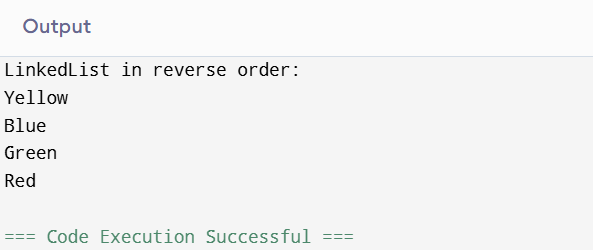 Output
LinkedList in reverse order:
Yellow
Blue
Green
Red
=== Code Execution Successful ===